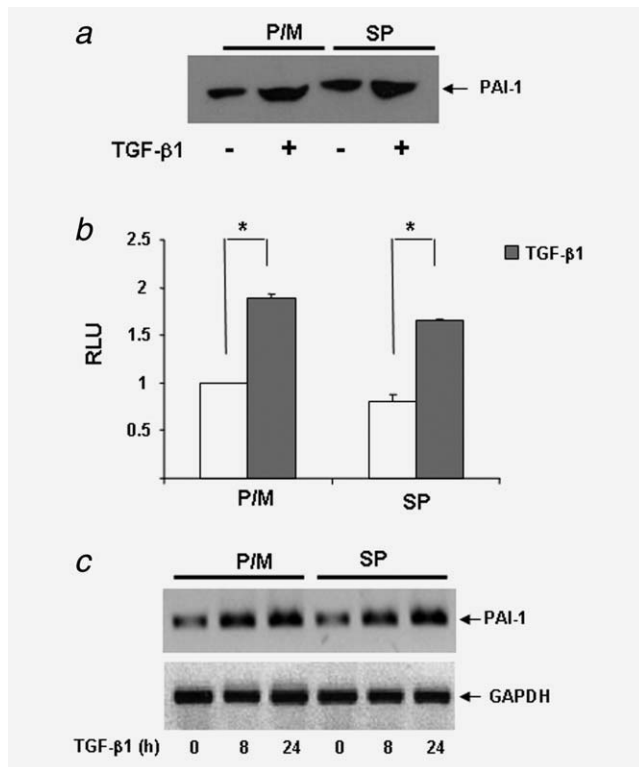 a
P/M SP
← PAI-1
TGF-β1 - + - +
b
2.5
2
1.5
1
0.5
RLU
* *
TGF-β1
P/M SP
c
P/M SP
← PAI-1
← GAPDH
TGF-β1 (h) 0 8 24 0 8 24